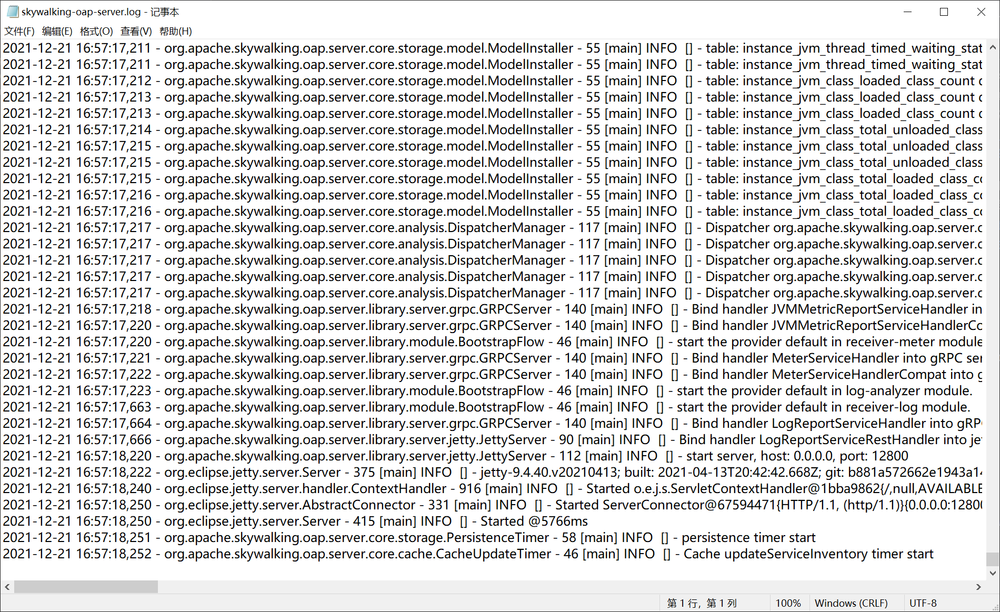 skywalking-oap-server.log - 记事本
文件(F) 编辑(E) 格式(O) 查看(V) 帮助(H)
2021-12-21 16:57:17,211 - org.apache.skywalking.oap.server.core.storage.model.ModelInstaller - 55 [main] INFO  [] - table: instance_jvm_thread_timed_waiting_stat
2021-12-21 16:57:17,211 - org.apache.skywalking.oap.server.core.storage.model.ModelInstaller - 55 [main] INFO  [] - table: instance_jvm_thread_timed_waiting_stat
2021-12-21 16:57:17,212 - org.apache.skywalking.oap.server.core.storage.model.ModelInstaller - 55 [main] INFO  [] - table: instance_jvm_class_loaded_class_count
2021-12-21 16:57:17,213 - org.apache.skywalking.oap.server.core.storage.model.ModelInstaller - 55 [main] INFO  [] - table: instance_jvm_class_loaded_class_count
2021-12-21 16:57:17,213 - org.apache.skywalking.oap.server.core.storage.model.ModelInstaller - 55 [main] INFO  [] - table: instance_jvm_class_loaded_class_count
2021-12-21 16:57:17,214 - org.apache.skywalking.oap.server.core.storage.model.ModelInstaller - 55 [main] INFO  [] - table: instance_jvm_class_total_unloaded_class
2021-12-21 16:57:17,215 - org.apache.skywalking.oap.server.core.storage.model.ModelInstaller - 55 [main] INFO  [] - table: instance_jvm_class_total_unloaded_class
2021-12-21 16:57:17,215 - org.apache.skywalking.oap.server.core.storage.model.ModelInstaller - 55 [main] INFO  [] - table: instance_jvm_class_total_unloaded_class
2021-12-21 16:57:17,215 - org.apache.skywalking.oap.server.core.storage.model.ModelInstaller - 55 [main] INFO  [] - table: instance_jvm_class_total_loaded_class_co
2021-12-21 16:57:17,216 - org.apache.skywalking.oap.server.core.storage.model.ModelInstaller - 55 [main] INFO  [] - table: instance_jvm_class_total_loaded_class_co
2021-12-21 16:57:17,216 - org.apache.skywalking.oap.server.core.storage.model.ModelInstaller - 55 [main] INFO  [] - table: instance_jvm_class_total_loaded_class_co
2021-12-21 16:57:17,217 - org.apache.skywalking.oap.server.core.analysis.DispatcherManager - 117 [main] INFO  [] - Dispatcher org.apache.skywalking.oap.server.c
2021-12-21 16:57:17,217 - org.apache.skywalking.oap.server.core.analysis.DispatcherManager - 117 [main] INFO  [] - Dispatcher org.apache.skywalking.oap.server.c
2021-12-21 16:57:17,217 - org.apache.skywalking.oap.server.core.analysis.DispatcherManager - 117 [main] INFO  [] - Dispatcher org.apache.skywalking.oap.server.c
2021-12-21 16:57:17,217 - org.apache.skywalking.oap.server.core.analysis.DispatcherManager - 117 [main] INFO  [] - Dispatcher org.apache.skywalking.oap.server.c
2021-12-21 16:57:17,217 - org.apache.skywalking.oap.server.core.analysis.DispatcherManager - 117 [main] INFO  [] - Dispatcher org.apache.skywalking.oap.server.c
2021-12-21 16:57:17,218 - org.apache.skywalking.oap.server.library.server.grpc.GRPCServer - 140 [main] INFO  [] - Bind handler JVMMetricReportServiceHandler in
2021-12-21 16:57:17,220 - org.apache.skywalking.oap.server.library.server.grpc.GRPCServer - 140 [main] INFO  [] - Bind handler JVMMetricReportServiceHandlerCo
2021-12-21 16:57:17,220 - org.apache.skywalking.oap.server.library.module.BootstrapFlow - 46 [main] INFO  [] - start the provider default in receiver-meter module
2021-12-21 16:57:17,221 - org.apache.skywalking.oap.server.library.server.grpc.GRPCServer - 140 [main] INFO  [] - Bind handler MeterServiceHandler into gRPC ser
2021-12-21 16:57:17,222 - org.apache.skywalking.oap.server.library.server.grpc.GRPCServer - 140 [main] INFO  [] - Bind handler MeterServiceHandlerCompat into g
2021-12-21 16:57:17,223 - org.apache.skywalking.oap.server.library.module.BootstrapFlow - 46 [main] INFO  [] - start the provider default in log-analyzer module.
2021-12-21 16:57:17,663 - org.apache.skywalking.oap.server.library.module.BootstrapFlow - 46 [main] INFO  [] - start the provider default in receiver-log module.
2021-12-21 16:57:17,664 - org.apache.skywalking.oap.server.library.server.grpc.GRPCServer - 140 [main] INFO  [] - Bind handler LogReportServiceHandler into gRPC
2021-12-21 16:57:17,666 - org.apache.skywalking.oap.server.library.server.jetty.JettyServer - 90 [main] INFO  [] - Bind handler LogReportServiceRestHandler into jet
2021-12-21 16:57:18,220 - org.apache.skywalking.oap.server.library.server.jetty.JettyServer - 112 [main] INFO  [] - start server, host: 0.0.0.0, port: 12800
2021-12-21 16:57:18,222 - org.eclipse.jetty.server.Server - 375 [main] INFO  [] - jetty-9.4.40.v20210413; built: 2021-04-13T20:42:42.668Z; git: b881a572662e1943a14
2021-12-21 16:57:18,240 - org.eclipse.jetty.server.handler.ContextHandler - 916 [main] INFO  [] - Started o.e.j.s.ServletContextHandler@1bba9862{/,null,AVAILABLE
2021-12-21 16:57:18,250 - org.eclipse.jetty.server.AbstractConnector - 331 [main] INFO  [] - Started ServerConnector@67594471{HTTP/1.1, (http/1.1)}{0.0.0.0:12800
2021-12-21 16:57:18,250 - org.eclipse.jetty.server.Server - 415 [main] INFO  [] - Started @5766ms
2021-12-21 16:57:18,251 - org.apache.skywalking.oap.server.core.storage.PersistenceTimer - 58 [main] INFO  [] - persistence timer start
2021-12-21 16:57:18,252 - org.apache.skywalking.oap.server.core.cache.CacheUpdateTimer - 46 [main] INFO  [] - Cache updateServiceInventory timer start
第 1 行，第 1 列 100% Windows (CRLF) UTF-8